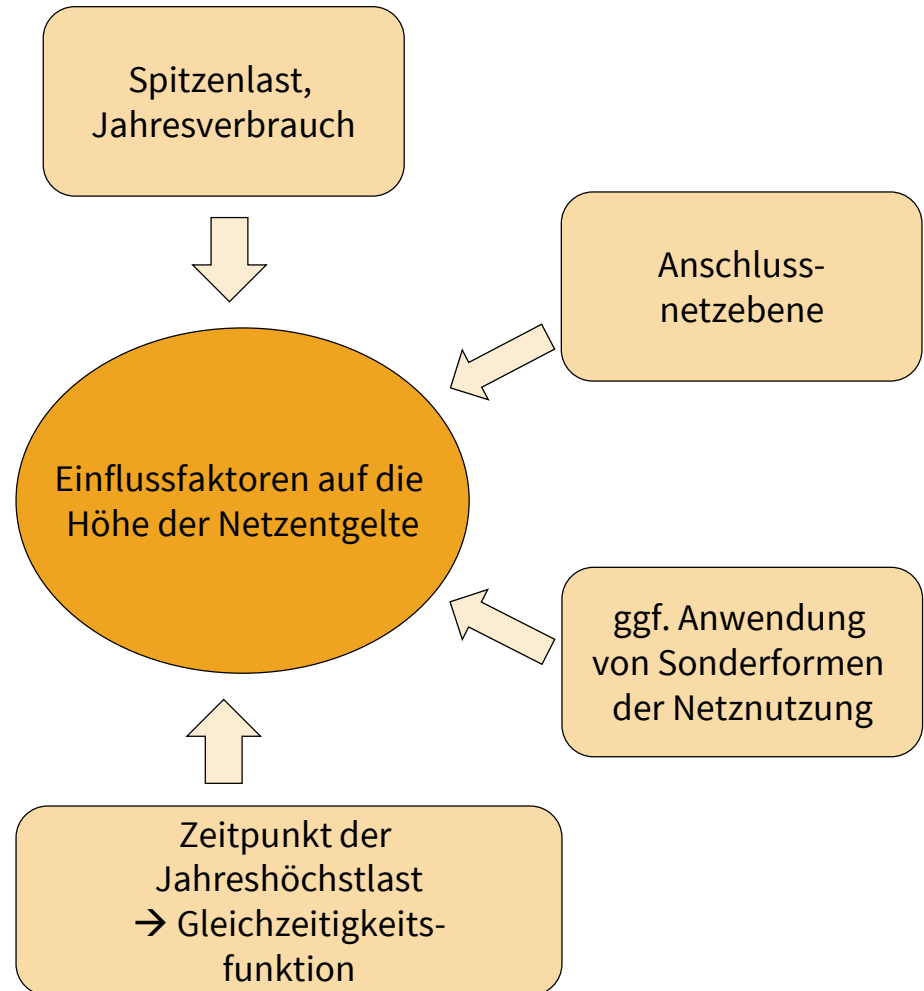 Spitzenlast,
Jahresverbrauch
Anschluss-
netzebene
Einflussfaktoren auf die
Höhe der Netzentgelte
ggf. Anwendung
von Sonderformen
der Netznutzung
Zeitpunkt der
Jahreshöchstlast
→ Gleichzeitigkeits-
funktion